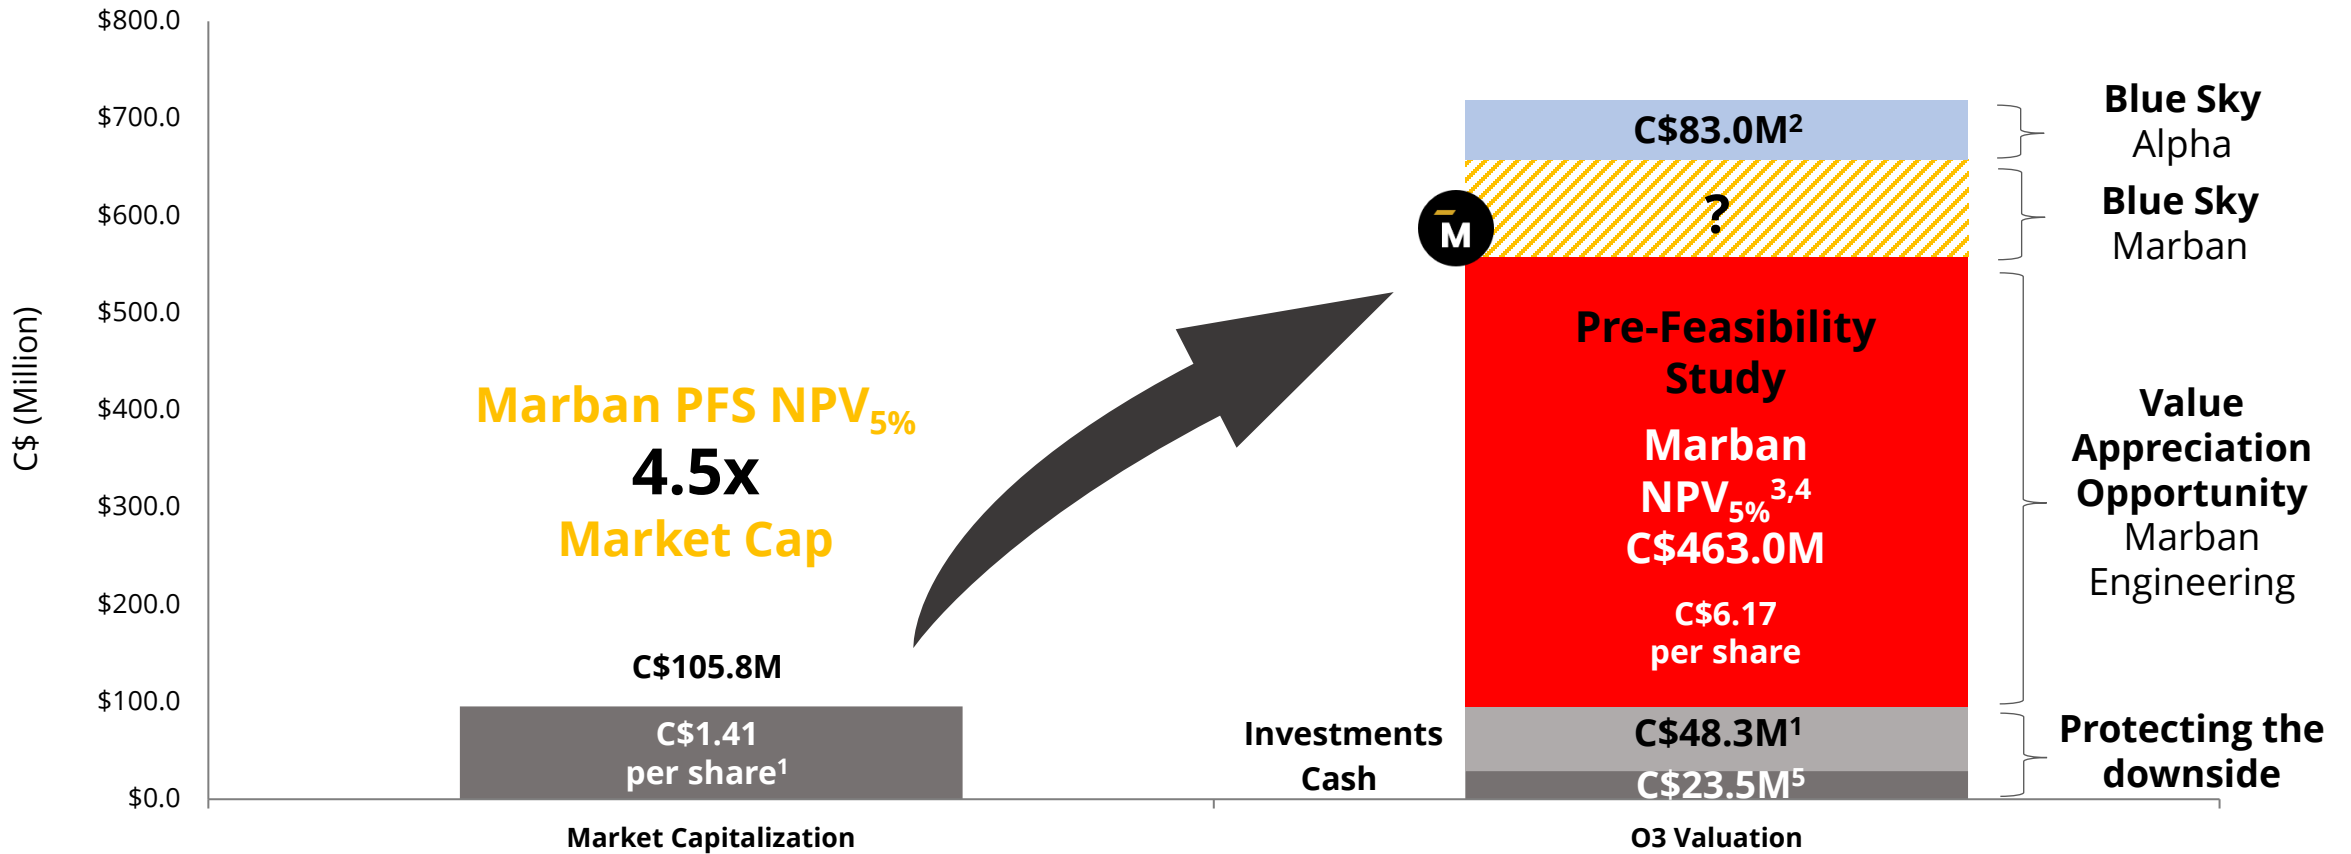 $800.0
$700.0
$600.0
$500.0
$400.0
$300.0
$200.0
$100.0
$0.0
C$ (Million)
Marban PFS NPV5%
4.5x
Market Cap
C$105.8M
C$1.41
per share1
Market Capitalization
C$83.0M2
?
M
Pre-Feasibility
Study
Marban
NPV5%3,4
C$463.0M
C$6.17
per share
Investments
C$48.3M1
Cash
C$23.5M5
O3 Valuation
Blue Sky
Alpha
Blue Sky
Marban
Value
Appreciation
Opportunity
Marban
Engineering
Protecting the
downside